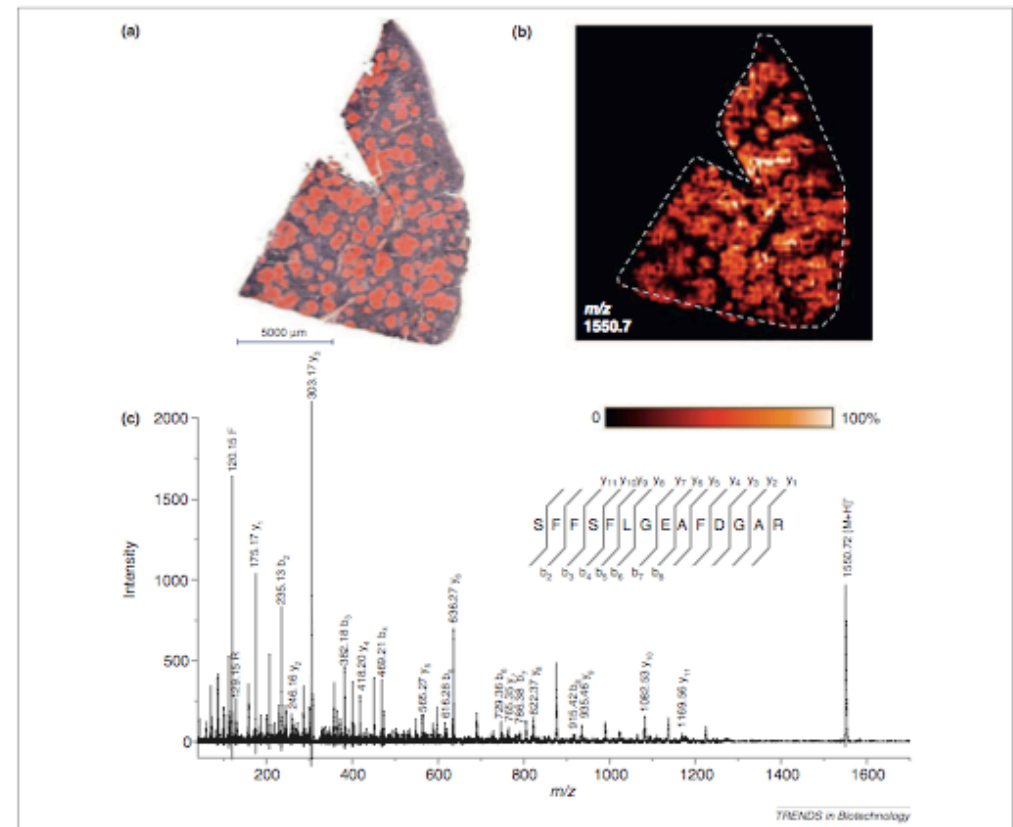 (a)
(b)
5000 µm
m/z
1550.7
(c)
0
100%
Intensity
2000
1500
1000
500
0
120.15 F
129.15 R
175.17 y₁
235.13 b₂
246.16 y₂
303.17 y₃
382.18 b₃
418.20 y₄
469.21 b₄
565.27 y₅
616.28 b₅
636.27 y₆
729.36 b₆
822.37 y₈
915.42 b₈
935.46 y₉
1082.53 y₁₀
1169.56 y₁₁
1550.72 [M+H]⁺
y₁₁ y₁₀ y₉ y₈ y₇ y₆ y₅ y₄ y₃ y₂ y₁
S F F S F L G E A F D G A R
b₂ b₃ b₄ b₅ b₆ b₇ b₈
200
400
600
800
1000
1200
1400
1600
m/z
TRENDS in Biotechnology